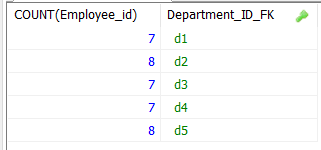 COUNT(Employee_id) Department_ID_FK
7 d1
8 d2
7 d3
7 d4
8 d5